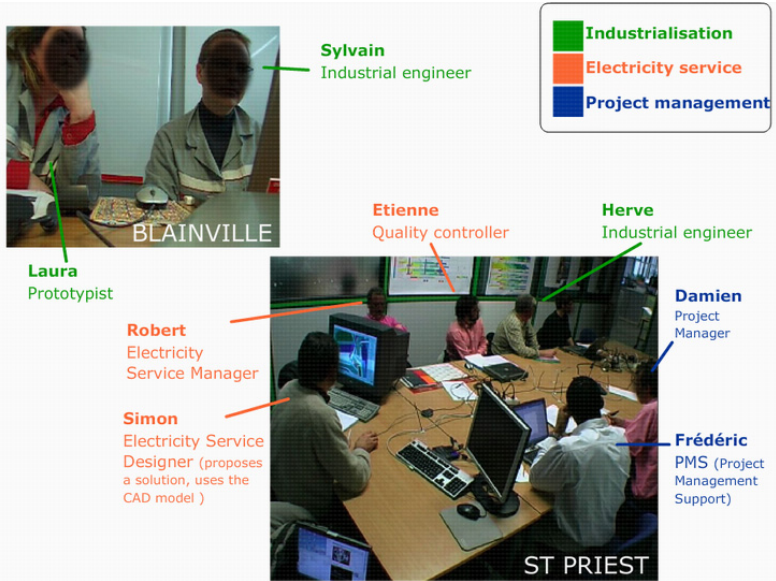 Industrialisation
Electricity service
Project management
Sylvain
Industrial engineer
BLAINVILLE
Laura
Prototypist
Etienne
Quality controller
Herve
Industrial engineer
Damien
Project
Manager
Robert
Electricity
Service Manager
Simon
Electricity Service
Designer (proposes
a solution, uses the
CAD model )
Frédéric
PMS (Project
Management
Support)
ST PRIEST